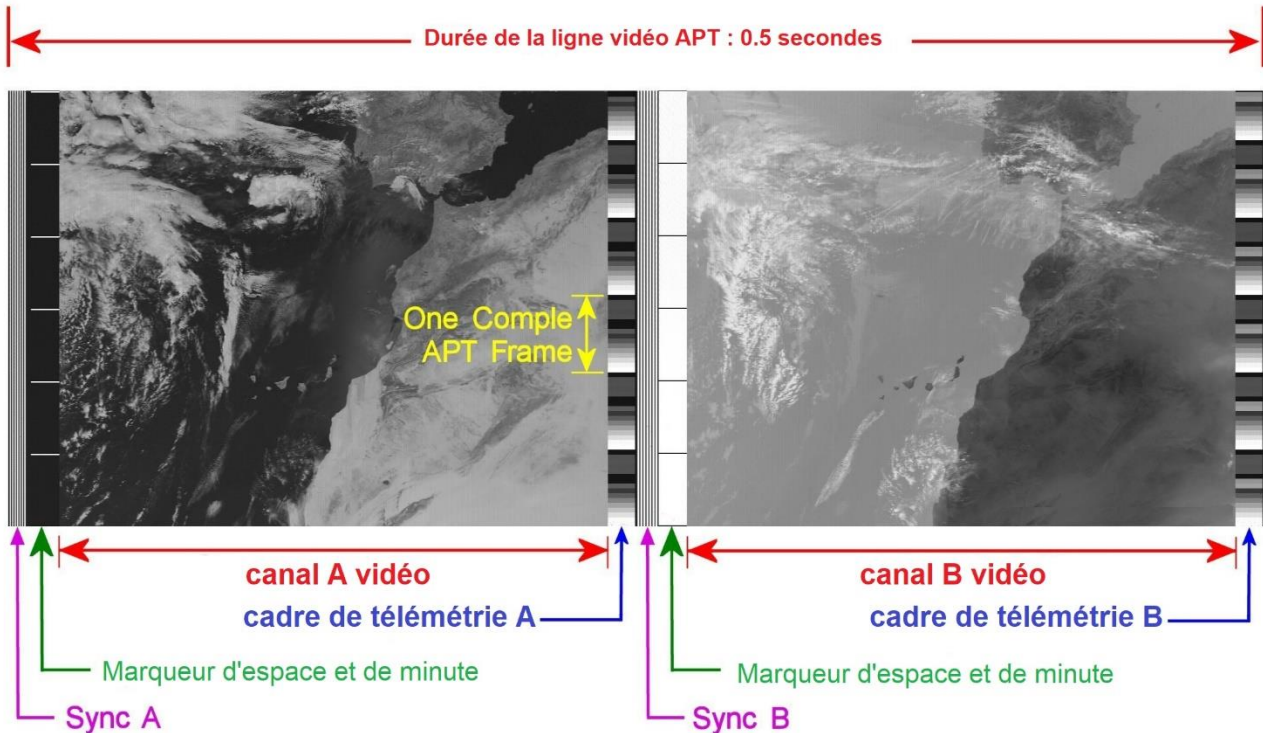 Durée de la ligne vidéo APT : 0.5 secondes
One Comple
APT Frame
canal A vidéo
canal B vidéo
cadre de télémétrie A
cadre de télémétrie B
Marqueur d'espace et de minute
Marqueur d'espace et de minute
Sync A
Sync B